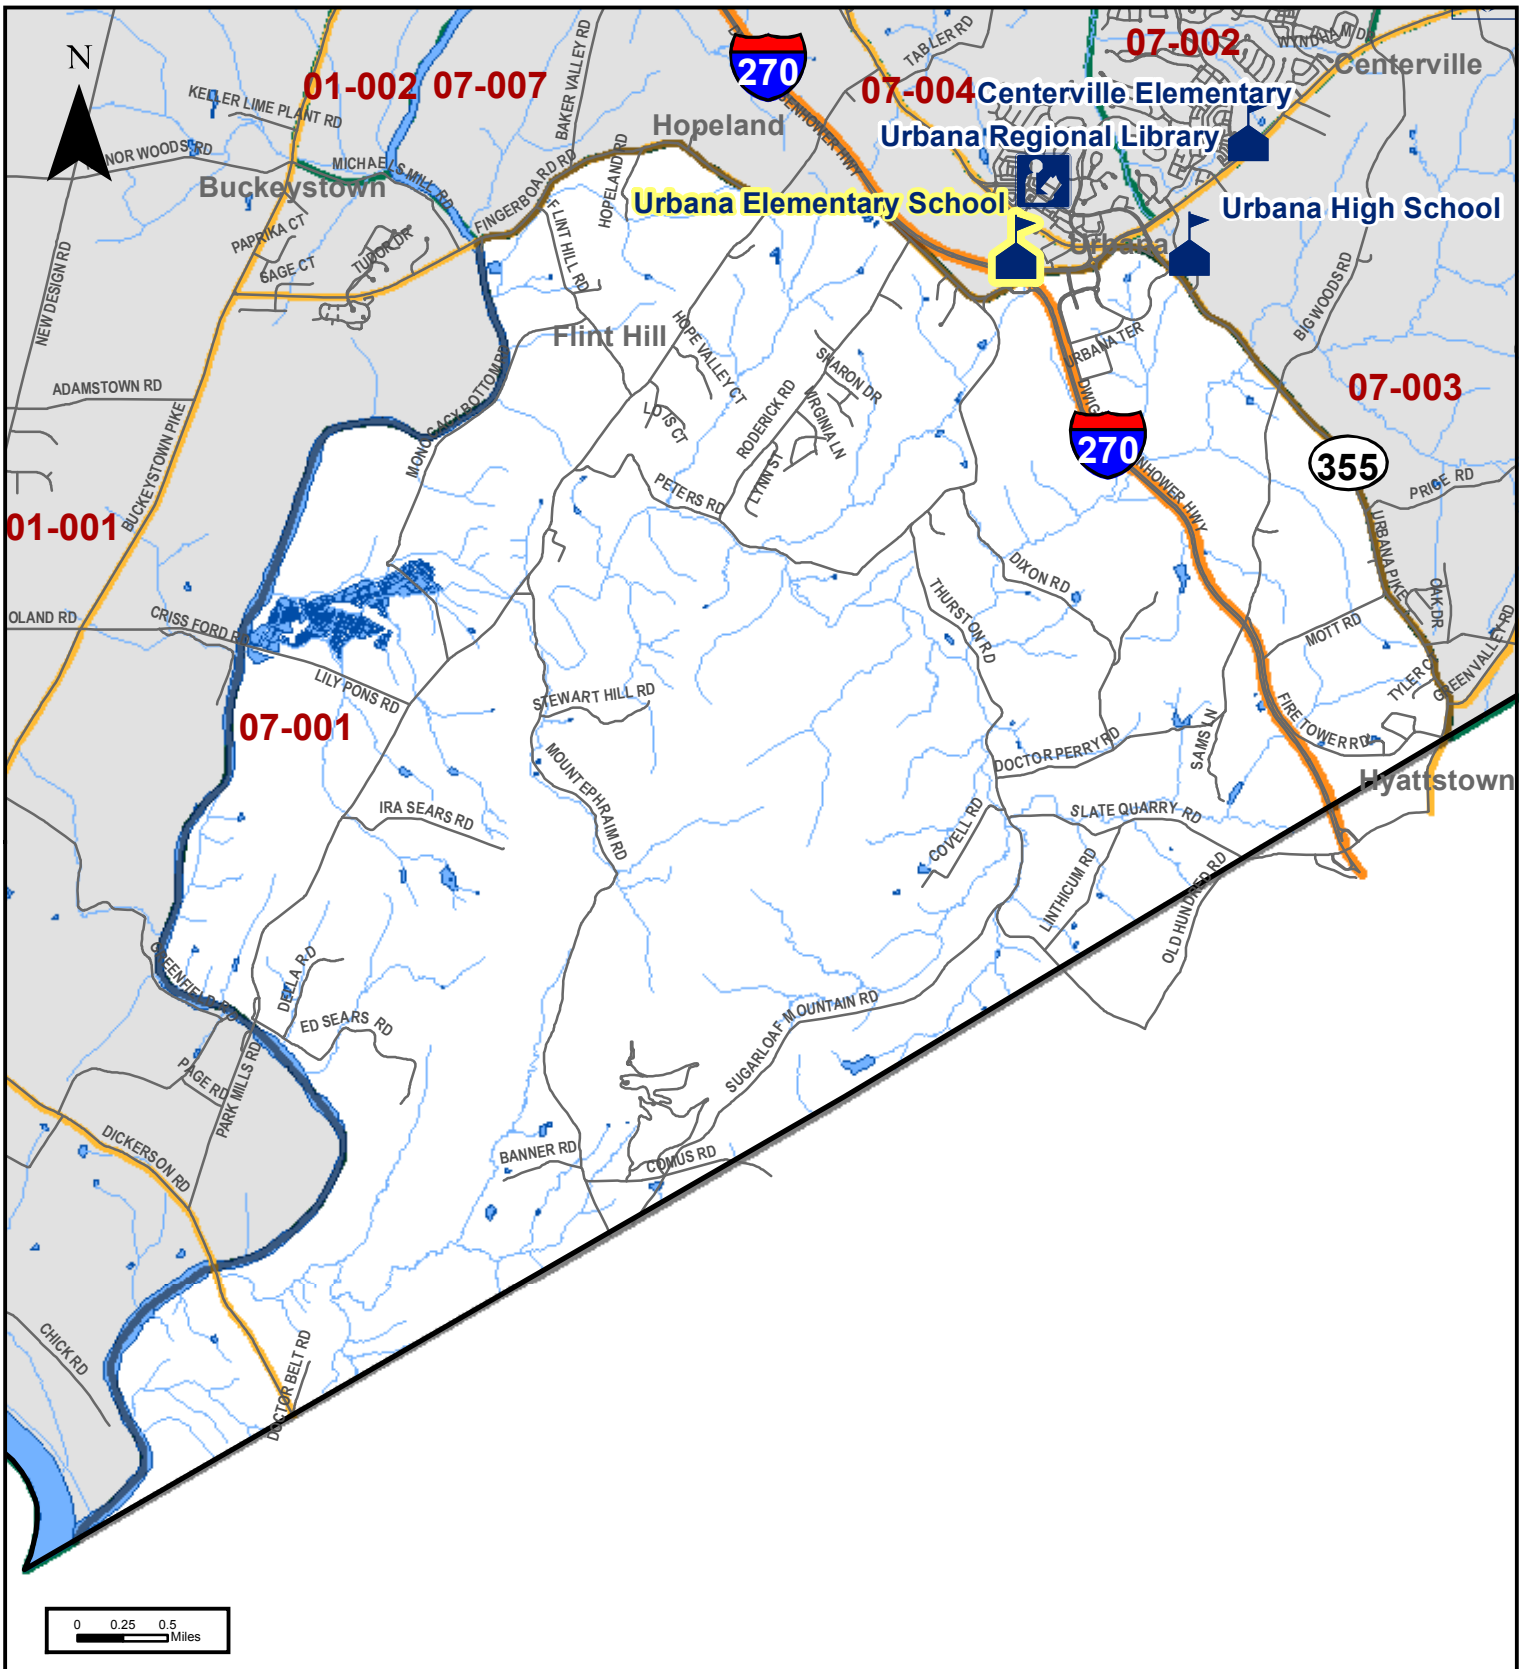 N
01-002
07-007
270
07-004
07-002
Centerville
WYNDHAM DR
TABLER RD
BAKER VALLEY RD
KELLER LIME PLANT RD
Centerville Elementary
Hopeland
Urbana Regional Library
MICHAELS MILL RD
Buckeystown
FINGERBOARD RD
HOPELAND RD
Urbana Elementary School
Urbana High School
Urbana
PAPRIKA CT
TUDOR DR
SAGE CT
FLINT HILL RD
NEW DESIGN RD
BIG WOODS RD
Flint Hill
HOPE VALLEY CT
URBANA TER
SHARON DR
ADAMSTOWN RD
07-003
MONOCACY BOTTOM RD
LOIS CT
RODERICK RD
VIRGINIA LN
270
355
BUCKEYSTOWN PIKE
LYNN ST
PETERS RD
PRICE RD
01-001
URBANA PIKE
DIXON RD
THURSTON RD
OAK DR
OLAND RD
CRISS FORD RD
MOTT RD
GREEN VALLEY RD
LILY PONS RD
STEWART HILL RD
07-001
SAMS LN
FIRE TOWER RD
DOCTOR PERRY RD
MOUNT EPHRAIM RD
Hyattstown
IRA SEARS RD
SLATE QUARRY RD
COVELL RD
LINTHICUM RD
OLD HUNDRED RD
DELLA RD
ED SEARS RD
SUGARLOAF MOUNTAIN RD
PAGE RD
PARK MILLS RD
DICKERSON RD
BANNER RD
COMUS RD
CHICK RD
DOCTOR BELT RD
0 0.25 0.5
Miles